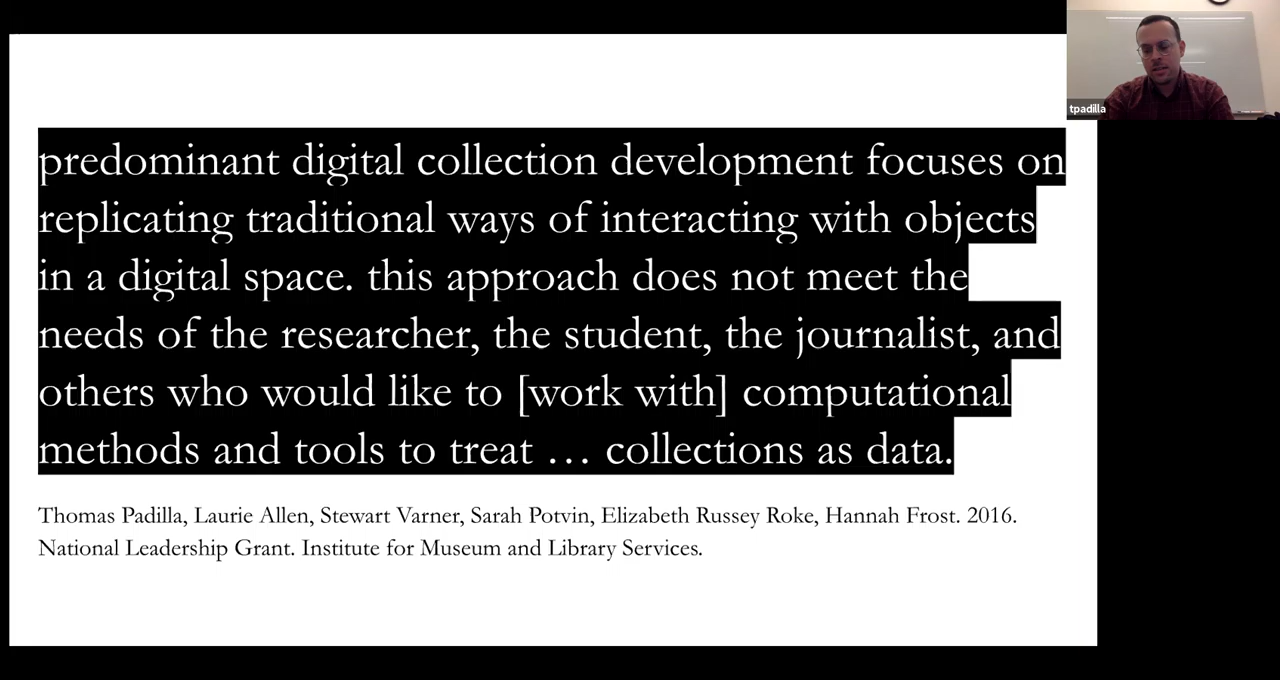 predominant digital collection development focuses on
replicating traditional ways of interacting with objects
in a digital space. this approach does not meet the
needs of the researcher, the student, the journalist, and
others who would like to [work with] computational
methods and tools to treat … collections as data.
Thomas Padilla, Laurie Allen, Stewart Varner, Sarah Potvin, Elizabeth Russey Roke, Hannah Frost. 2016.
National Leadership Grant. Institute for Museum and Library Services.
tpadilla